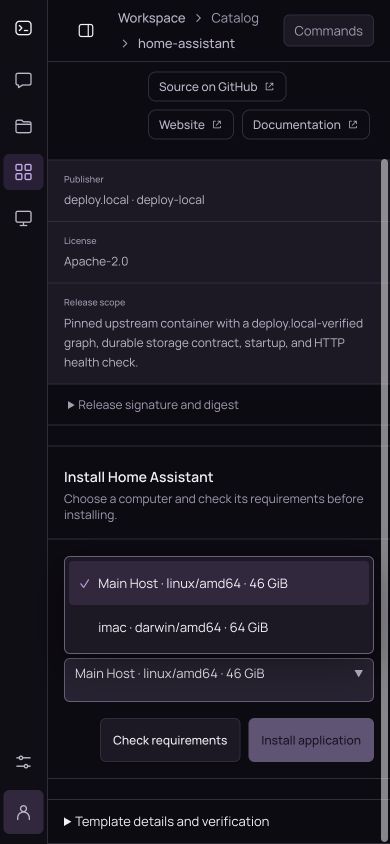 Workspace > Catalog
> home-assistant
Commands
Source on GitHub
Website
Documentation
Publisher
deploy.local · deploy-local
License
Apache-2.0
Release scope
Pinned upstream container with a deploy.local-verified
graph, durable storage contract, startup, and HTTP
health check.
Release signature and digest
Install Home Assistant
Choose a computer and check its requirements before
installing.
Main Host · linux/amd64 · 46 GiB
imac · darwin/amd64 · 64 GiB
Main Host · linux/amd64 · 46 GiB
Check requirements
Install application
Template details and verification